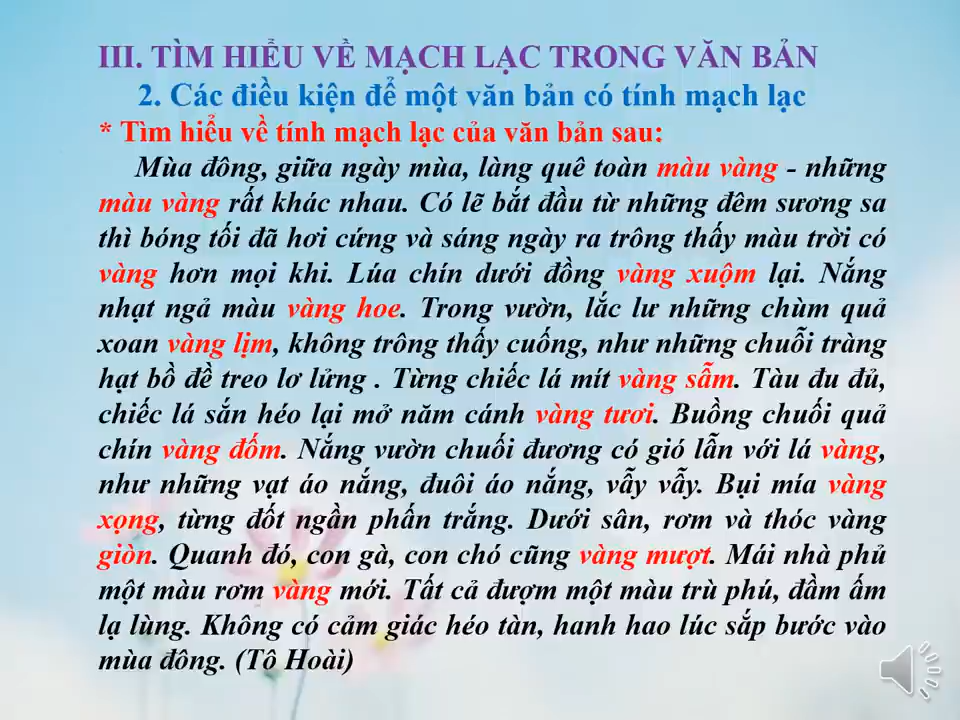 III. TÌM HIỂU VỀ MẠCH LẠC TRONG VĂN BẢN
2. Các điều kiện để một văn bản có tính mạch lạc
* Tìm hiểu về tính mạch lạc của văn bản sau:
Mùa đông, giữa ngày mùa, làng quê toàn màu vàng - những
màu vàng rất khác nhau. Có lẽ bắt đầu từ những đêm sương sa
thì bóng tối đã hơi cứng và sáng ngày ra trông thấy màu trời có
vàng hơn mọi khi. Lúa chín dưới đồng vàng xuộm lại. Nắng
nhạt ngả màu vàng hoe. Trong vườn, lắc lư những chùm quả
xoan vàng lịm, không trông thấy cuống, như những chuỗi tràng
hạt bồ đề treo lơ lửng . Từng chiếc lá mít vàng sẫm. Tàu đu đủ,
chiếc lá sắn héo lại mở năm cánh vàng tươi. Buồng chuối quả
chín vàng đốm. Nắng vườn chuối đương có gió lẫn với lá vàng,
như những vạt áo nắng, đuôi áo nắng, vẫy vẫy. Bụi mía vàng
xọng, từng đốt ngần phấn trắng. Dưới sân, rơm và thóc vàng
giòn. Quanh đó, con gà, con chó cũng vàng mượt. Mái nhà phủ
một màu rơm vàng mới. Tất cả đượm một màu trù phú, đầm ấm
lạ lùng. Không có cảm giác héo tàn, hanh hao lúc sắp bước vào
mùa đông. (Tô Hoài)